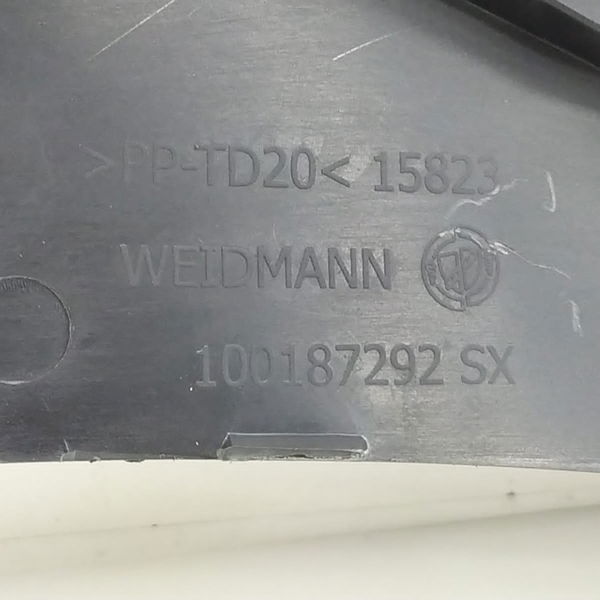 >PP-TD20< 15823
WEIDMANN
100187292 SX